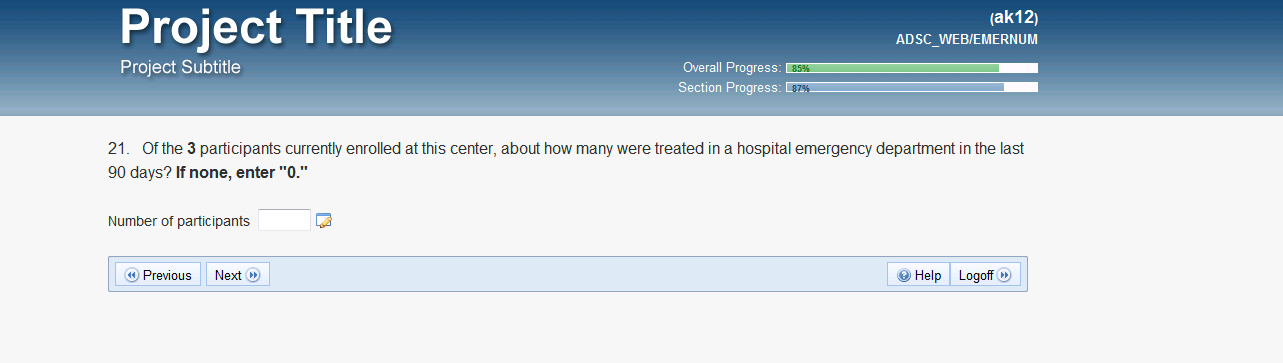 Project Title
Project Subtitle
(ak12)
ADSC_WEB/EMERNUM
Overall Progress: 85%
Section Progress: 87%
21. Of the 3 participants currently enrolled at this center, about how many were treated in a hospital emergency department in the last
90 days? If none, enter "0."
Number of participants
Previous Next Help Logoff